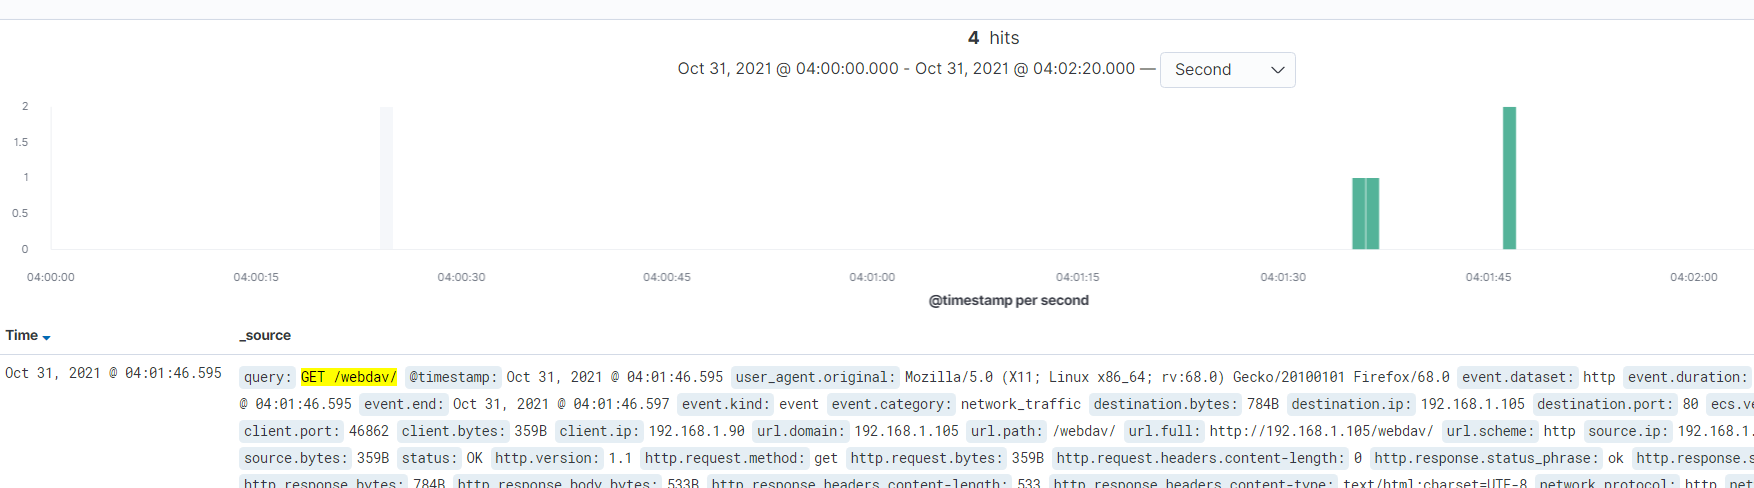 4 hits
Oct 31, 2021 @ 04:00:00.000 - Oct 31, 2021 @ 04:02:20.000 — Second
2
1.5
1
0.5
0
04:00:00 04:00:15 04:00:30 04:00:45 04:01:00 04:01:15 04:01:30 04:01:45 04:02:00
@timestamp per second
Time _source
Oct 31, 2021 @ 04:01:46.595 query: GET /webdav/ @timestamp: Oct 31, 2021 @ 04:01:46.595 user_agent.original: Mozilla/5.0 (X11; Linux x86_64; rv:68.0) Gecko/20100101 Firefox/68.0 event.dataset: http event.duration:
@ 04:01:46.595 event.end: Oct 31, 2021 @ 04:01:46.597 event.kind: event event.category: network_traffic destination.bytes: 784B destination.ip: 192.168.1.105 destination.port: 80 ecs.ve
client.port: 46862 client.bytes: 359B client.ip: 192.168.1.90 url.domain: 192.168.1.105 url.path: /webdav/ url.full: http://192.168.1.105/webdav/ url.scheme: http source.ip: 192.168.1.
source.bytes: 359B status: OK http.version: 1.1 http.request.method: get http.request.bytes: 359B http.request.headers.content-length: 0 http.response.status_phrase: ok http.response.s
http.response.bytes: 784B http.response.body.bytes: 533B http.response.headers.content-length: 533 http.response.headers.content-type: text/html;charset=UTF-8 network.protocol: http net